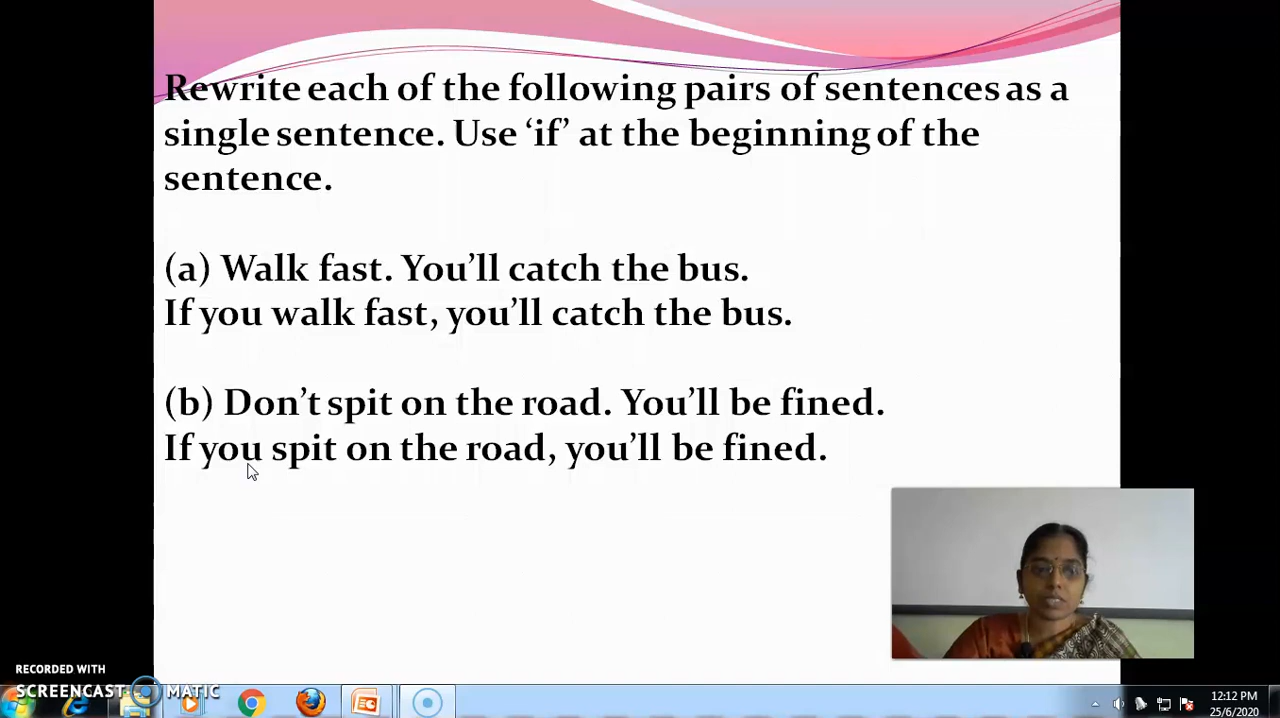 Rewrite each of the following pairs of sentences as a
single sentence. Use ‘if’ at the beginning of the
sentence.
(a) Walk fast. You’ll catch the bus.
If you walk fast, you’ll catch the bus.
(b) Don’t spit on the road. You’ll be fined.
If you spit on the road, you’ll be fined.
RECORDED WITH
SCREENCAST MATIC
12:12 PM
25/6/2020